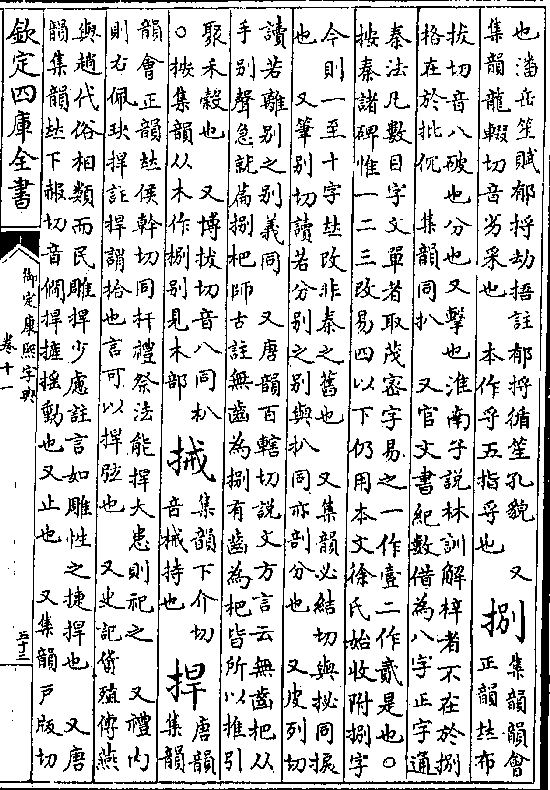 也潘岳笙賦郁捋劫捂註郁捋循笙孔貌 又
集韻龍輟切音劣采也 本作寽五指寽也
捌
集韻韻會
正韻𠀤布
拔切音八破也分也又擊也淮南子說林訓解捽者不在於捌
格在於批㧙 集韻同扒 又官文書紀數借為八字正字通
秦法凡數目字文單者取茂密字易之一作壹二作貳是也○
按秦諸碑惟一二三改易四以下仍用本文徐氏始收附捌字
今則一至十字𠀤改非秦之舊也 又集韻必結切與㧙同捩
也 又筆別切讀若分別之別與扒同亦剖分也 又皮列切
讀若離別之別義同 又唐韻百轄切說文方言云無齒杷从
手別聲急就篇捌杷師古註無齒為捌有齒為杷皆所以推引
聚禾穀也 又博拔切音八同朳
○按集韻从木作捌別見木部
集韻下介切
音械持也
捍
唐韻
集韻
韻會正韻𠀤侯幹切同扞禮祭法能捍大患則祀之 又禮內
則右佩玦捍註捍謂拾也言可以捍弦也 又史記貨殖傳燕
與趙代俗相類而民雕捍少慮註言如雕性之捷捍也 又唐
韻集韻𠀤下赧切音僩捍摧搖動也又止也 又集韻戸版切
欽定四庫全書
御定康熙字典
卷十一
五十三